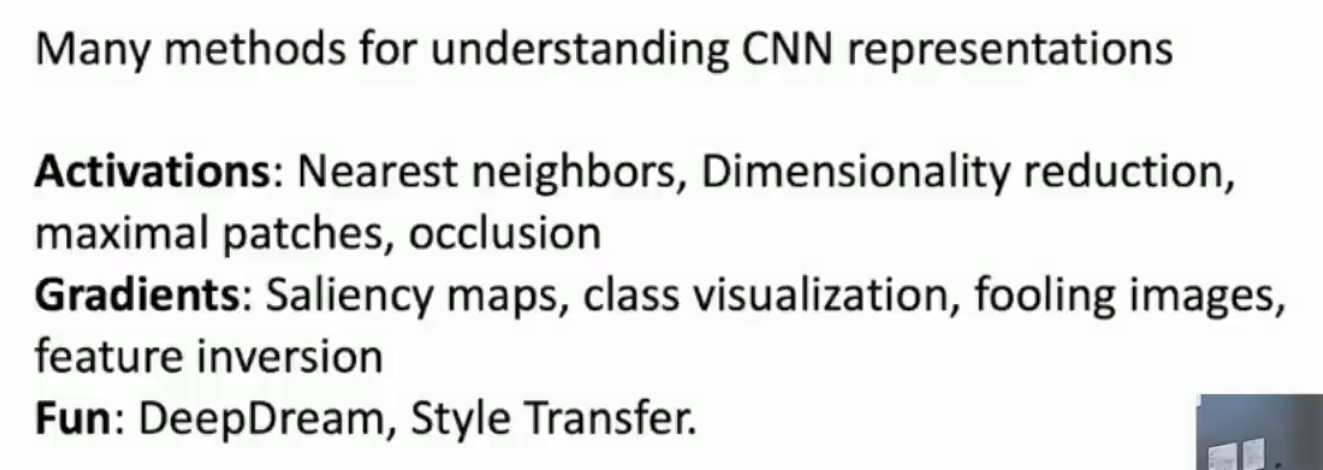 Many methods for understanding CNN representations
Activations: Nearest neighbors, Dimensionality reduction,
maximal patches, occlusion
Gradients: Saliency maps, class visualization, fooling images,
feature inversion
Fun: DeepDream, Style Transfer.